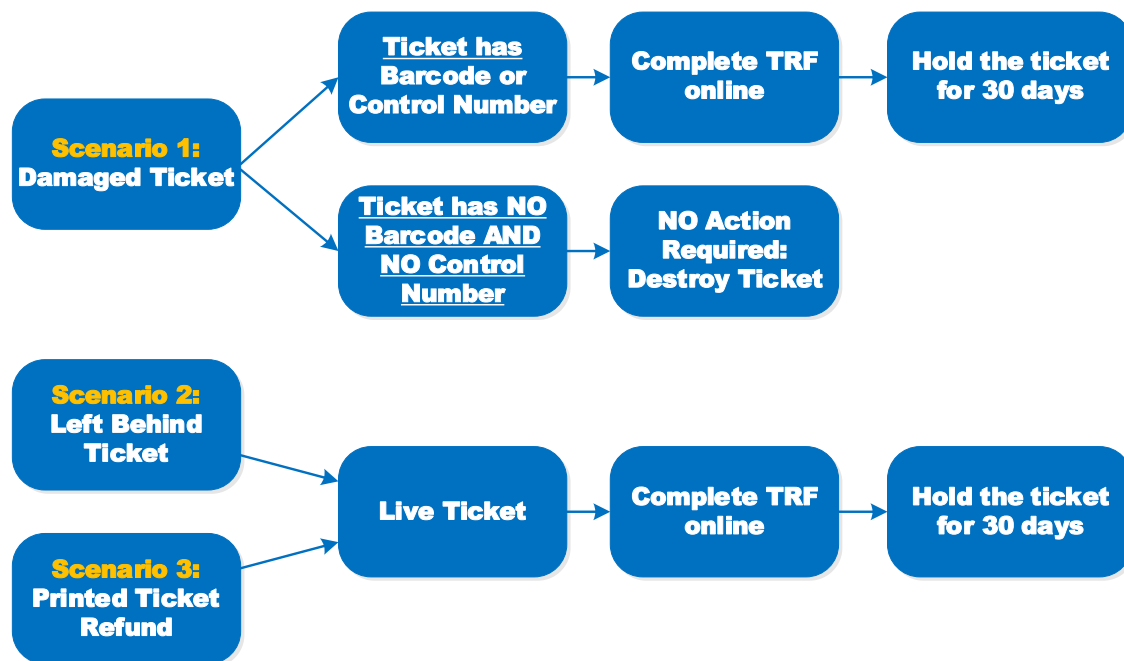 Scenario 1:
Damaged Ticket
Ticket has
Barcode or
Control Number
Complete TRF
online
Hold the ticket
for 30 days
Ticket has NO
Barcode AND
NO Control
Number
NO Action
Required:
Destroy Ticket
Scenario 2:
Left Behind
Ticket
Scenario 3:
Printed Ticket
Refund
Live Ticket
Complete TRF
online
Hold the ticket
for 30 days